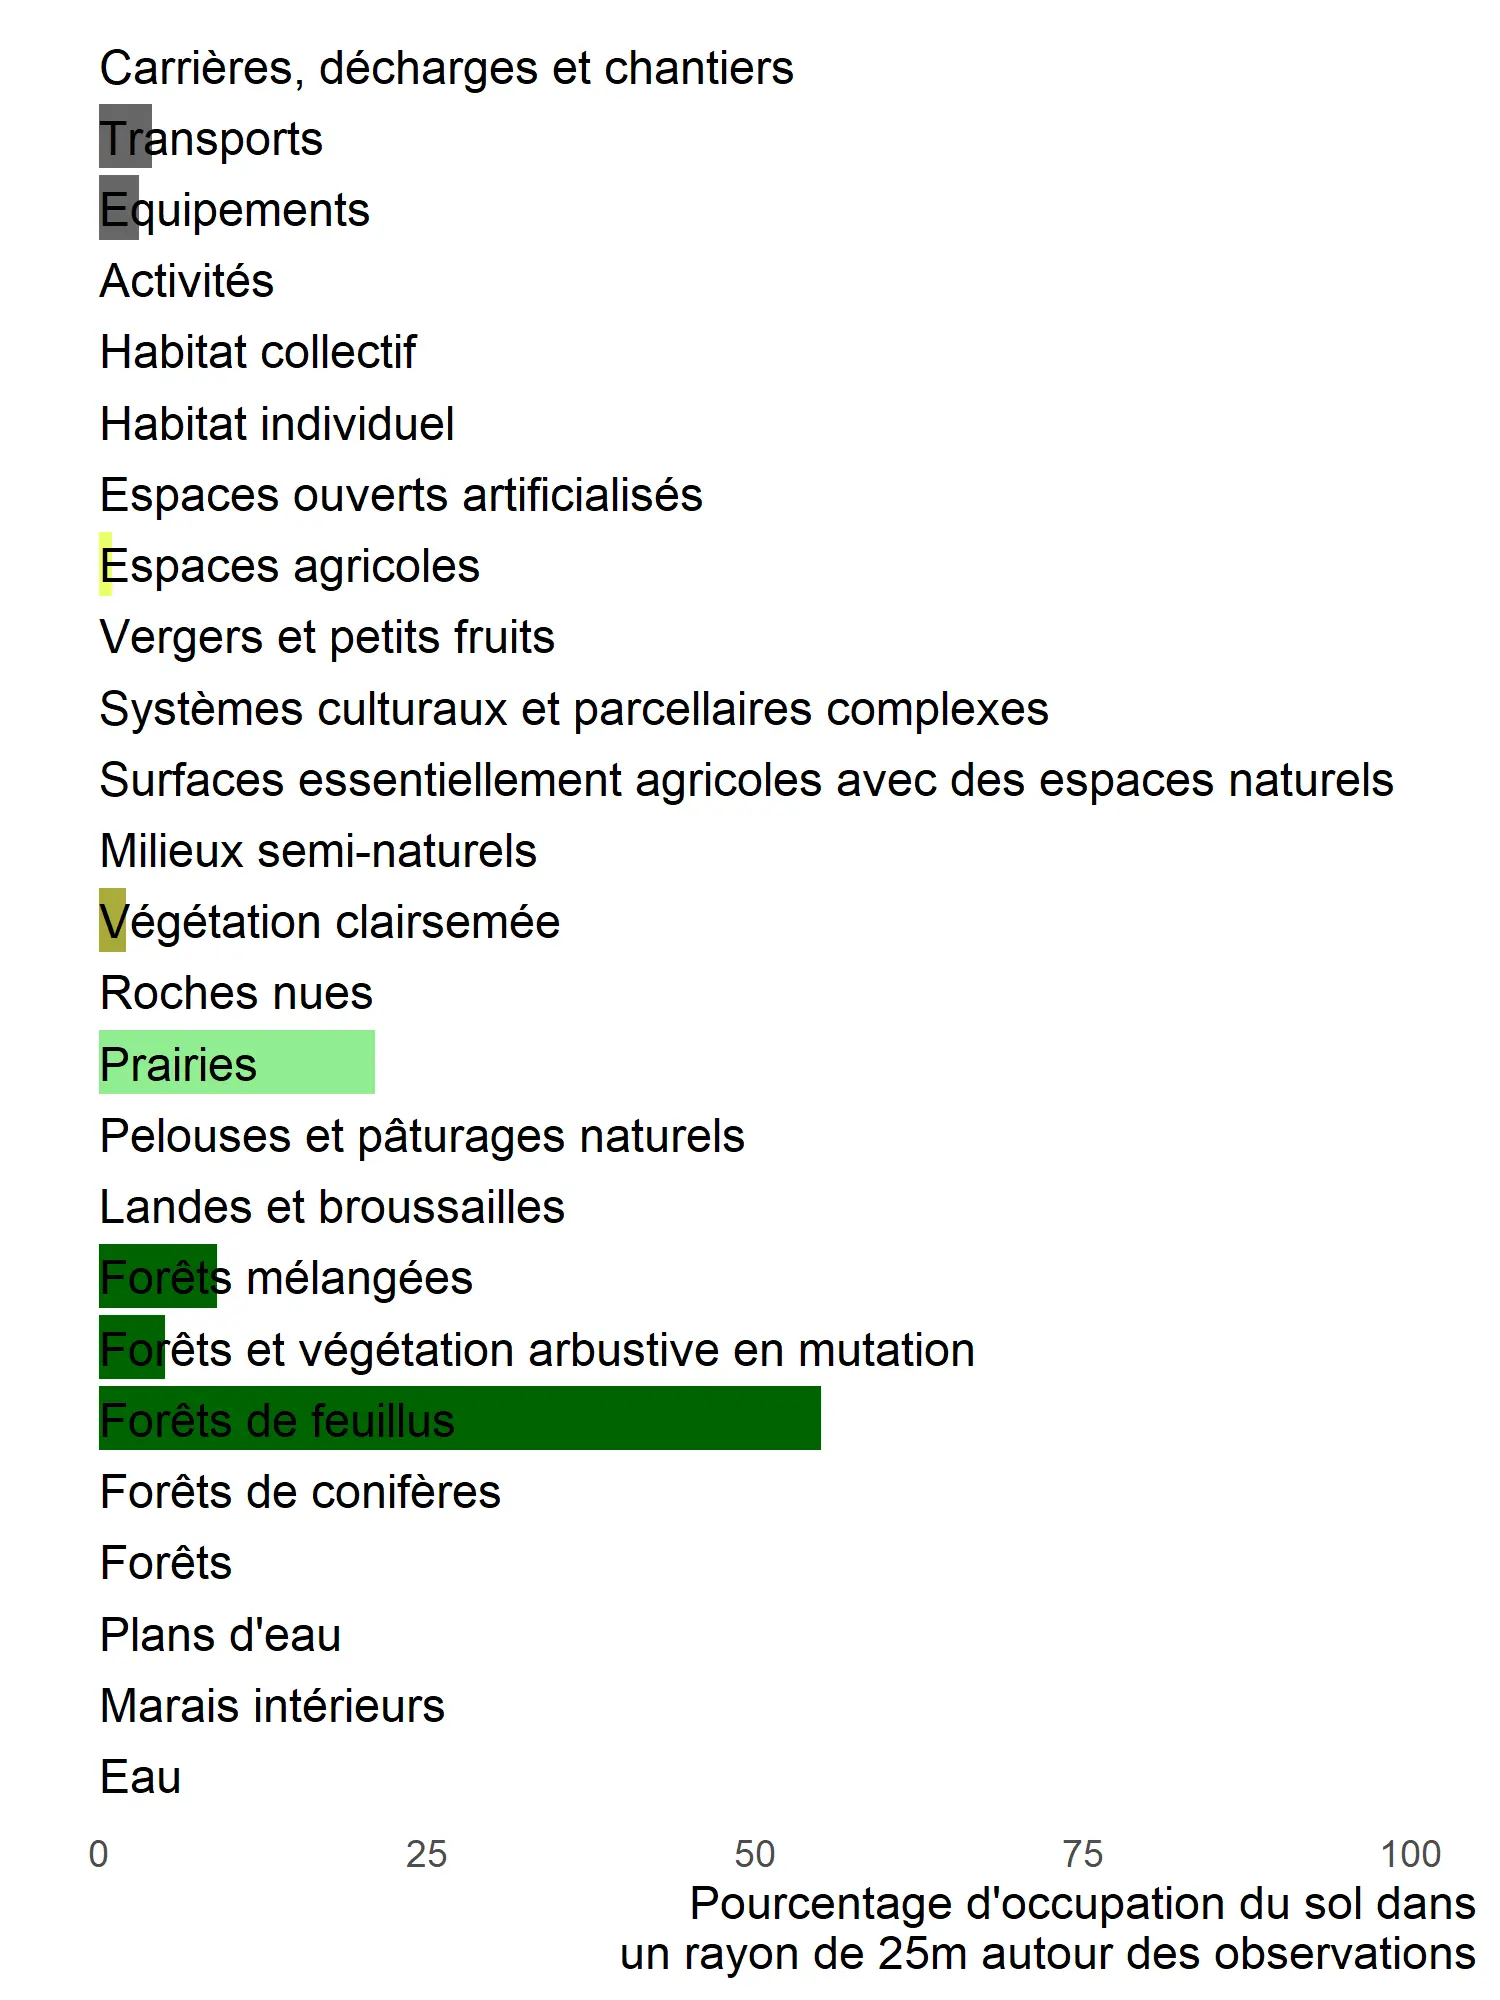 Carrières, décharges et chantiers
Transports
Equipements
Activités
Habitat collectif
Habitat individuel
Espaces ouverts artificialisés
Espaces agricoles
Vergers et petits fruits
Systèmes culturaux et parcellaires complexes
Surfaces essentiellement agricoles avec des espaces naturels
Milieux semi-naturels
Végétation clairsemée
Roches nues
Prairies
Pelouses et pâturages naturels
Landes et broussailles
Forêts mélangées
Forêts et végétation arbustive en mutation
Forêts de feuillus
Forêts de conifères
Forêts
Plans d'eau
Marais intérieurs
Eau
0 25 50 75 100
Pourcentage d'occupation du sol dans
un rayon de 25m autour des observations